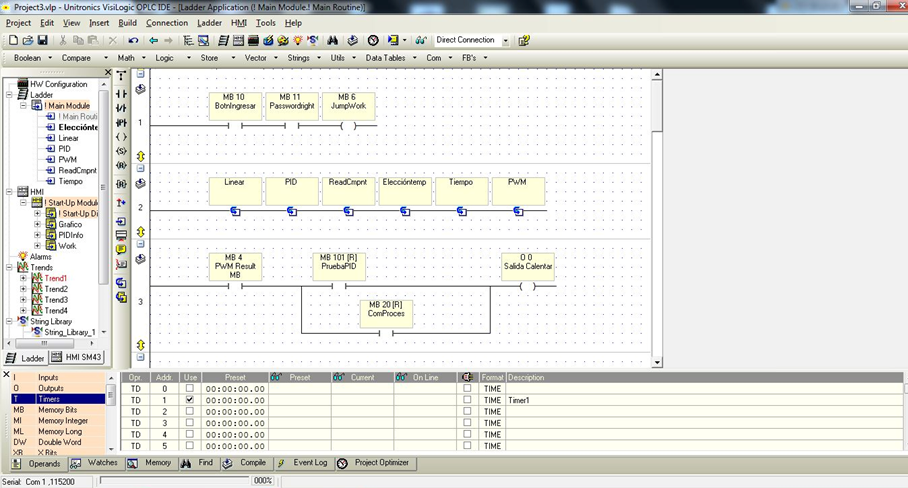 Project3.vlp - Unitronics VisiLogic OPLC IDE - [Ladder Application (! Main Module.! Main Routine)]
Project Edit View Insert Build Connection Ladder HMI Tools Help
Direct Connection
Boolean Compare Math Logic Store Vector Strings Utils Data Tables Com FB's
HW Configuration
Ladder
! Main Module
! Main Routi
Elecciónte
Linear
PID
PWM
ReadCmpnt
Tiempo
HMI
! Start-Up Modul
! Start-Up Di
Grafico
PIDInfo
Work
Alarms
Trends
Trend1
Trend2
Trend3
Trend4
String Library
String_Library_1
Ladder HMI SM43
1
MB 10 MB 11 MB 6
BotnIngresar Passwordright JumpWork
2
Linear PID ReadCmpnt Eleccióntemp Tiempo PWM
3
MB 4 MB 101 [R] O 0
PWM Result PruebaPID Salida Calentar
MB
MB 20 [R]
ComProces
I Inputs
O Outputs
T Timers
MB Memory Bits
MI Memory Integer
ML Memory Long
DW Double Word
XB X Bits
Opr. Addr. Use Preset Preset Current On Line Format Description
TD 0 00:00:00.00 TIME
TD 1 00:00:00.00 TIME Timer1
TD 2 00:00:00.00 TIME
TD 3 00:00:00.00 TIME
TD 4 00:00:00.00 TIME
TD 5 00:00:00.00 TIME
Operands Watches Memory Find Compile Event Log Project Optimizer
Serial: Com 1 ,115200 000%